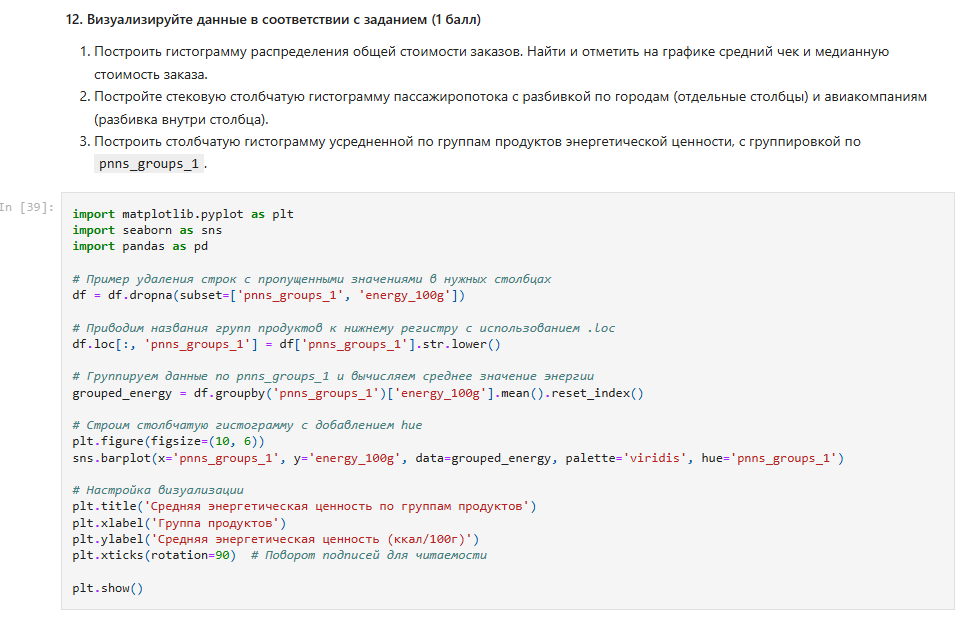 12. Визуализируйте данные в соответствии с заданием (1 балл)
1. Построить гистограмму распределения общей стоимости заказов. Найти и отметить на графике средний чек и медианную
стоимость заказа.
2. Постройте стековую столбчатую гистограмму пассажиропотока с разбивкой по городам (отдельные столбцы) и авиакомпаниям
(разбивка внутри столбца).
3. Построить столбчатую гистограмму усредненной по группам продуктов энергетической ценности, с группировкой по
pnns_groups_1 .
In [39]:
import matplotlib.pyplot as plt
import seaborn as sns
import pandas as pd
# Пример удаления строк с пропущенными значениями в нужных столбцах
df = df.dropna(subset=['pnns_groups_1', 'energy_100g'])
# Приводим названия групп продуктов к нижнему регистру с использованием .loc
df.loc[:, 'pnns_groups_1'] = df['pnns_groups_1'].str.lower()
# Группируем данные по pnns_groups_1 и вычисляем среднее значение энергии
grouped_energy = df.groupby('pnns_groups_1')['energy_100g'].mean().reset_index()
# Строим столбчатую гистограмму с добавлением hue
plt.figure(figsize=(10, 6))
sns.barplot(x='pnns_groups_1', y='energy_100g', data=grouped_energy, palette='viridis', hue='pnns_groups_1')
# Настройка визуализации
plt.title('Средняя энергетическая ценность по группам продуктов')
plt.xlabel('Группа продуктов')
plt.ylabel('Средняя энергетическая ценность (ккал/100г)')
plt.xticks(rotation=90)  # Поворот подписей для читаемости
plt.show()